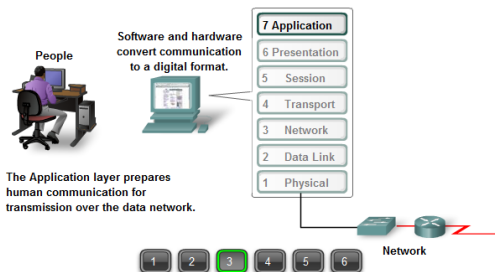 People
Software and hardware
convert communication
to a digital format.
7 Application
6 Presentation
5 Session
4 Transport
3 Network
2 Data Link
1 Physical
The Application layer prepares
human communication for
transmission over the data network.
Network
1 2 3 4 5 6